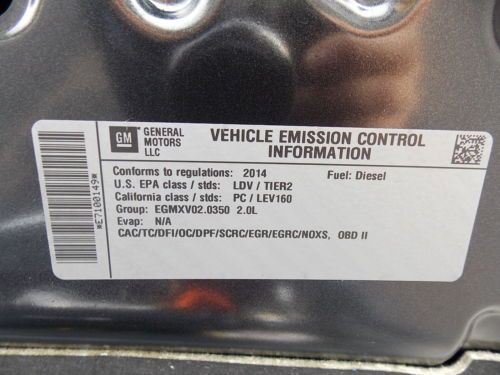 GM GENERAL MOTORS LLC
VEHICLE EMISSION CONTROL INFORMATION
Conforms to regulations: 2014 Fuel: Diesel
U.S. EPA class / stds: LDV / TIER2
California class / stds: PC / LEV160
Group: EGMXV02.0350 2.0L
Evap: N/A
CAC/TC/DFI/OC/DPF/SCRC/EGR/EGRC/NOXS, OBD II
*E7100149*